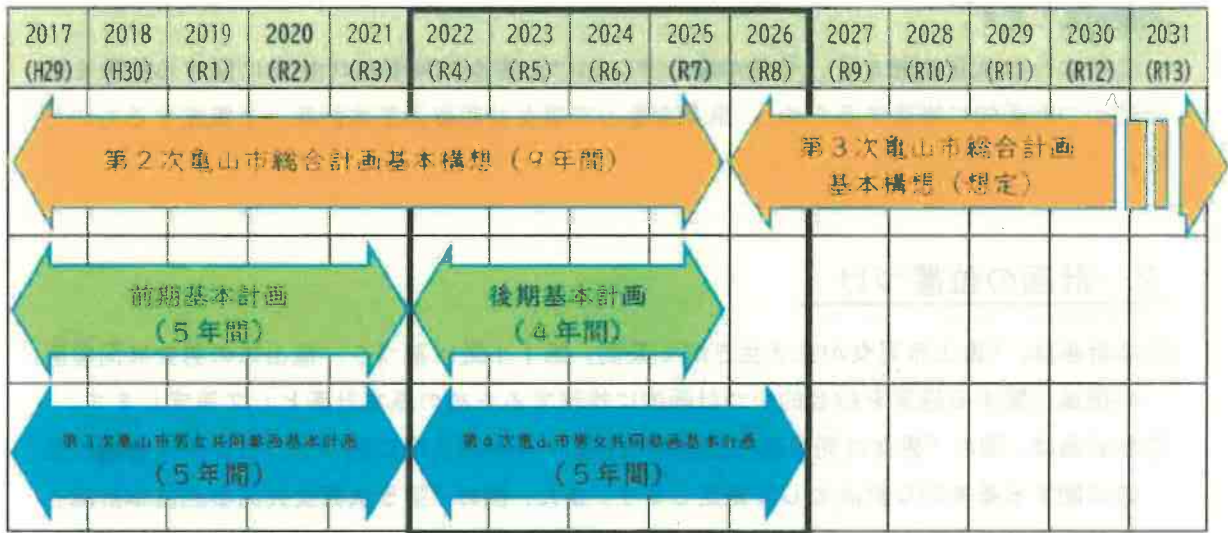 2017 2018 2019 2020 2021 2022 2023 2024 2025 2026 2027 2028 2029 2030 2031
(H29) (H30) (R1) (R2) (R3) (R4) (R5) (R6) (R7) (R8) (R9) (R10) (R11) (R12) (R13)
第２次亀山市総合計画基本構想（９年間）
第３次亀山市総合計画
基本構想（想定）
前期基本計画
（５年間）
後期基本計画
（４年間）
第３次亀山市男女共同参画基本計画
（５年間）
第４次亀山市男女共同参画基本計画
（５年間）